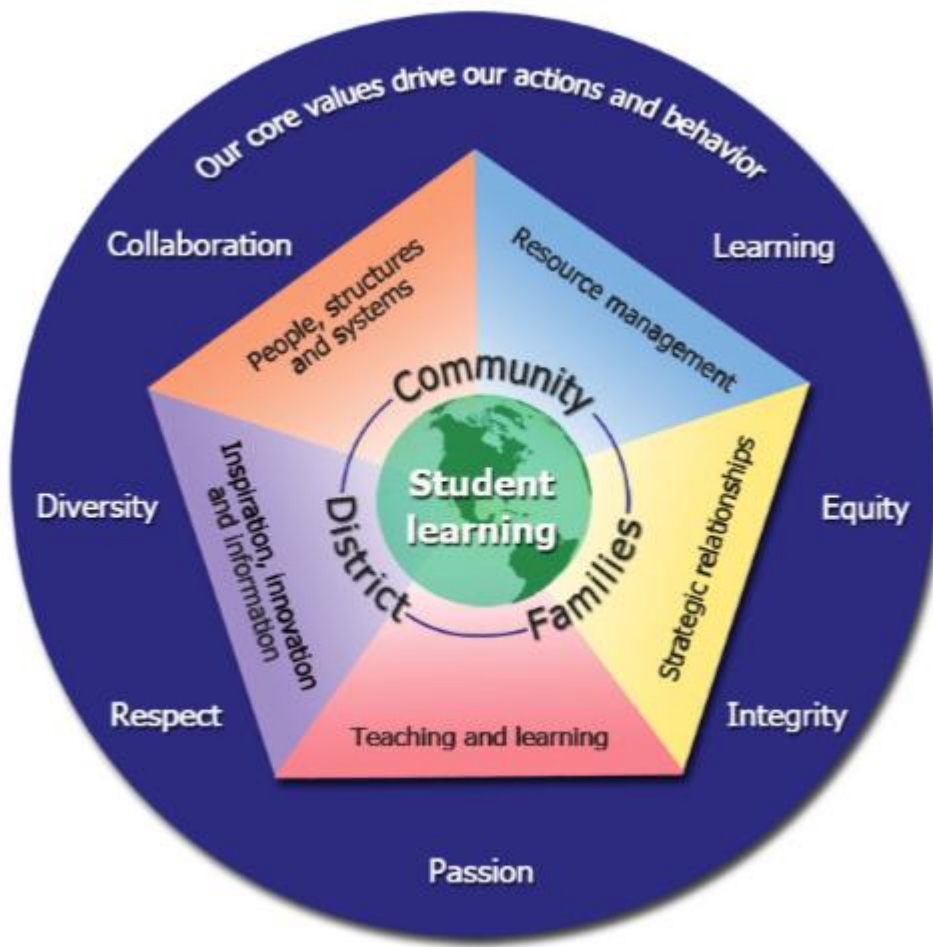 Our core values drive our actions and behavior
Collaboration
Learning
People, structures
and systems
Resource management
Community
Diversity
Inspiration, innovation
and information
District
Student
learning
Families
Strategic relationships
Equity
Respect
Teaching and learning
Integrity
Passion